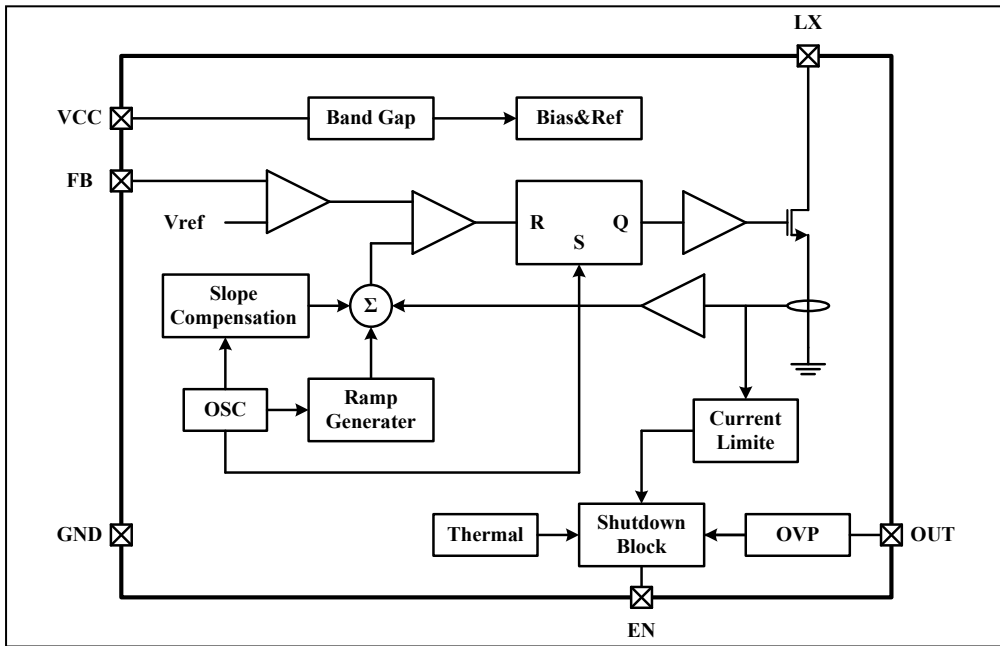 LX
VCC
Band Gap
Bias&Ref
FB
Vref
R
Q
S
Slope
Compensation
Σ
OSC
Ramp
Generater
Current
Limite
GND
Thermal
Shutdown
Block
OVP
OUT
EN